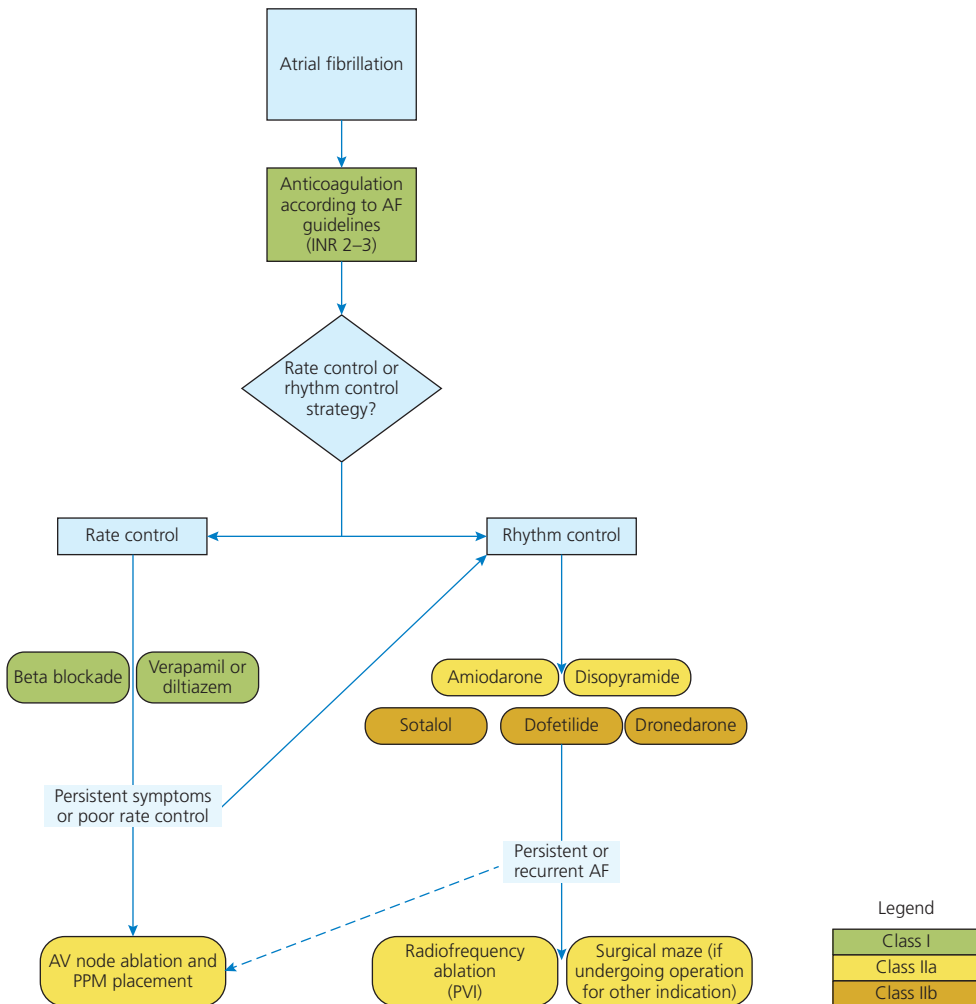 Atrial fibrillation
Anticoagulation
according to AF
guidelines
(INR 2–3)
Rate control or
rhythm control
strategy?
Rate control
Rhythm control
Beta blockade
Verapamil or
diltiazem
Amiodarone
Disopyramide
Sotalol
Dofetilide
Dronedarone
Persistent symptoms
or poor rate control
Persistent or
recurrent AF
AV node ablation and
PPM placement
Radiofrequency
ablation
(PVI)
Surgical maze (if
undergoing operation
for other indication)
Legend
Class I
Class IIa
Class IIb